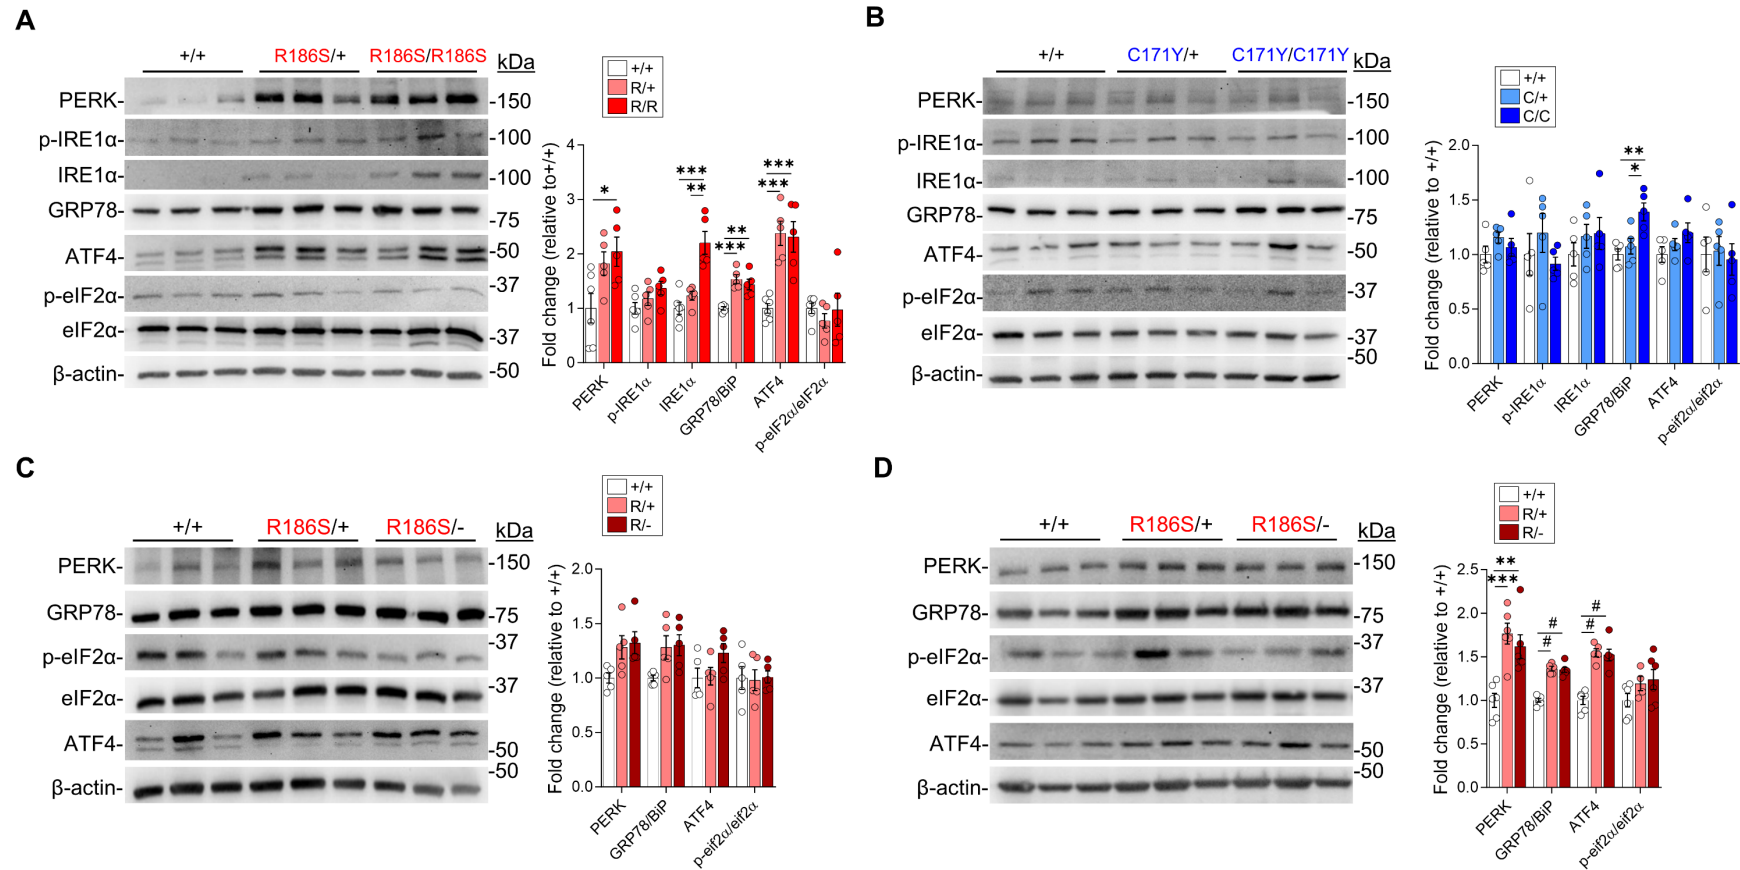 A
+/+ R186S/+ R186S/R186S kDa
PERK- -150
p-IRE1α- -100
IRE1α- -100
GRP78- -75
ATF4- -50
p-eIF2α- -37
eIF2α- -37
β-actin- -50
+/+
R/+
R/R
Fold change (relative to+/+)
4
3
2
1
0
* *** ** *** ** *** ***
PERK p-IRE1α IRE1α GRP78/BiP ATF4 p-eIF2α/eIF2α
B
+/+ C171Y/+ C171Y/C171Y kDa
PERK- -150
p-IRE1α- -100
IRE1α- -100
GRP78- -75
ATF4- -50
p-eIF2α- -37
eIF2α- -37
-50
β-actin-
+/+
C/+
C/C
Fold change (relative to +/+)
2.0
1.5
1.0
0.5
0.0
**
*
PERK p-IRE1α IRE1α GRP78/BiP ATF4 p-eif2α/eif2α
C
+/+ R186S/+ R186S/- kDa
PERK- -150
GRP78- -75
p-eIF2α- -37
eIF2α- -37
ATF4- -50
β-actin- -50
+/+
R/+
R/-
Fold change (relative to +/+)
2.0
1.5
1.0
0.5
0.0
PERK GRP78/BiP ATF4 p-eif2α/eif2α
D
+/+ R186S/+ R186S/- kDa
PERK- -150
GRP78- -75
p-eIF2α- -37
eIF2α- -37
ATF4- -50
β-actin- -50
+/+
R/+
R/-
Fold change (relative to +/+)
2.5
2.0
1.5
1.0
0.5
0.0
**
***
# # # #
PERK GRP78/BiP ATF4 p-eif2α/eif2α